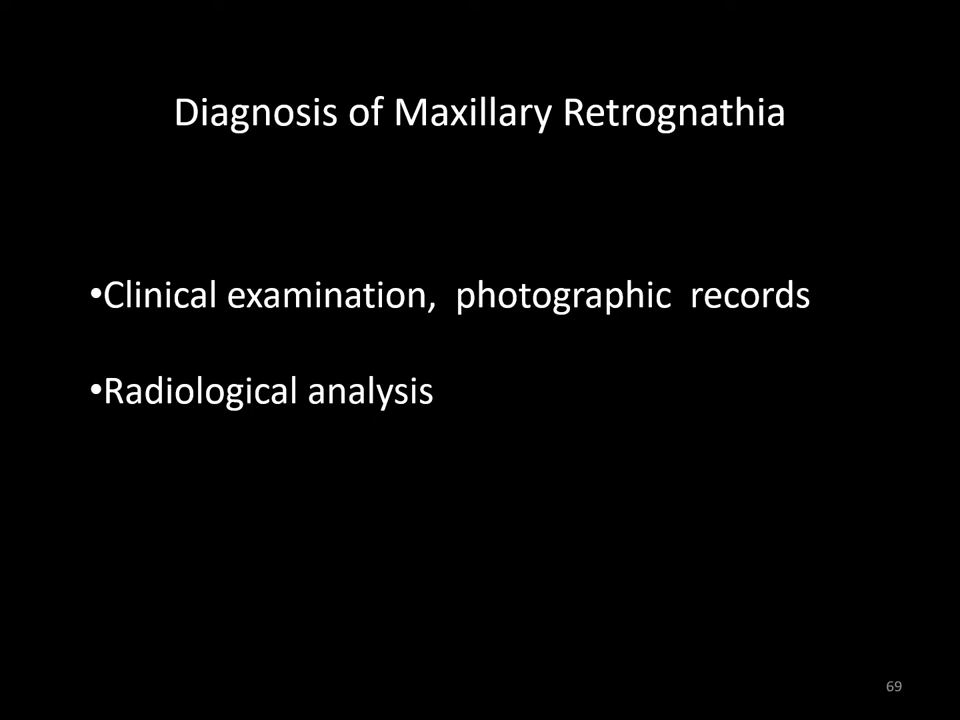 Diagnosis of Maxillary Retrognathia
•Clinical examination,  photographic  records
•Radiological analysis
69